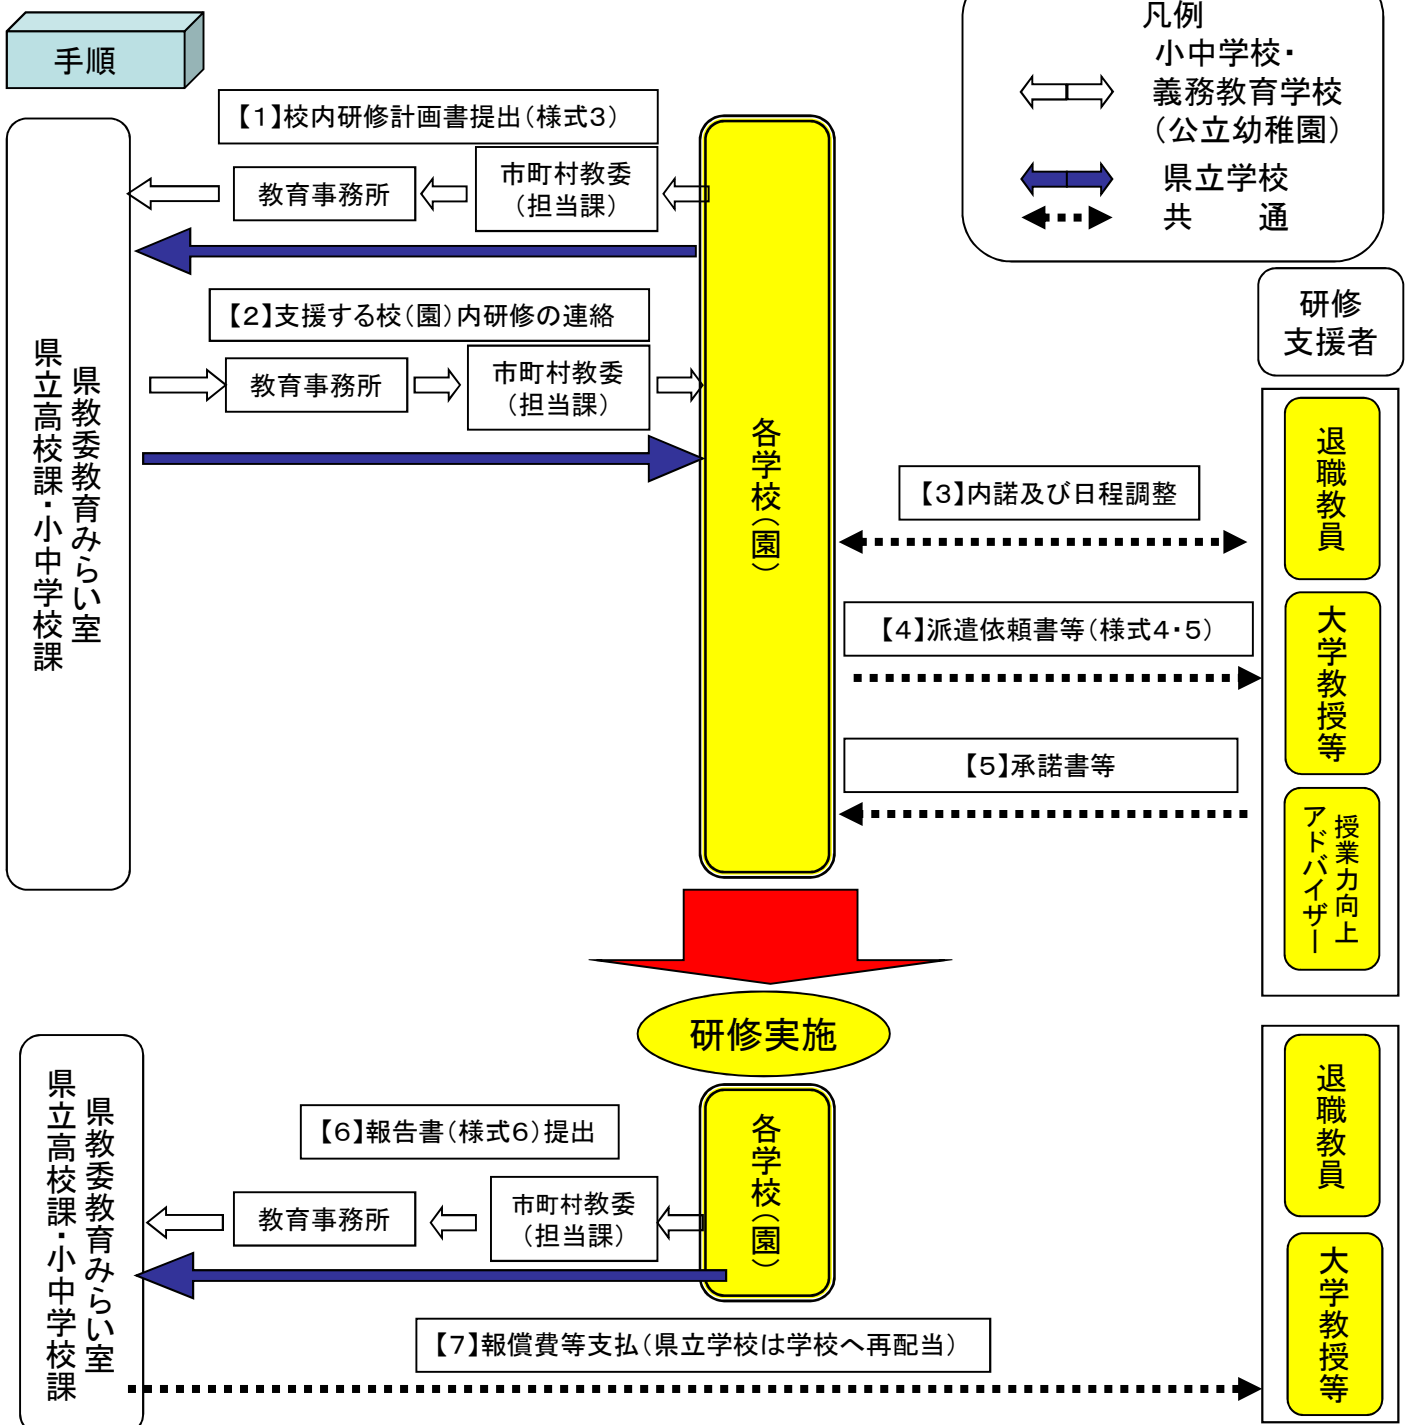 手順
凡例
小中学校・
義務教育学校
（公立幼稚園）
県立学校
共　　通
【1】校内研修計画書提出（様式3）
教育事務所
市町村教委
（担当課）
【2】支援する校（園）内研修の連絡
教育事務所
市町村教委
（担当課）
県教委教育みらい室
県立高校課・小中学校課
各学校（園）
研修
支援者
【3】内諾及び日程調整
【4】派遣依頼書等（様式4・5）
【5】承諾書等
退職教員
大学教授等
授業力向上
アドバイザー
研修実施
県教委教育みらい室
県立高校課・小中学校課
【6】報告書（様式6）提出
教育事務所
市町村教委
（担当課）
各学校（園）
【7】報償費等支払（県立学校は学校へ再配当）
退職教員
大学教授等